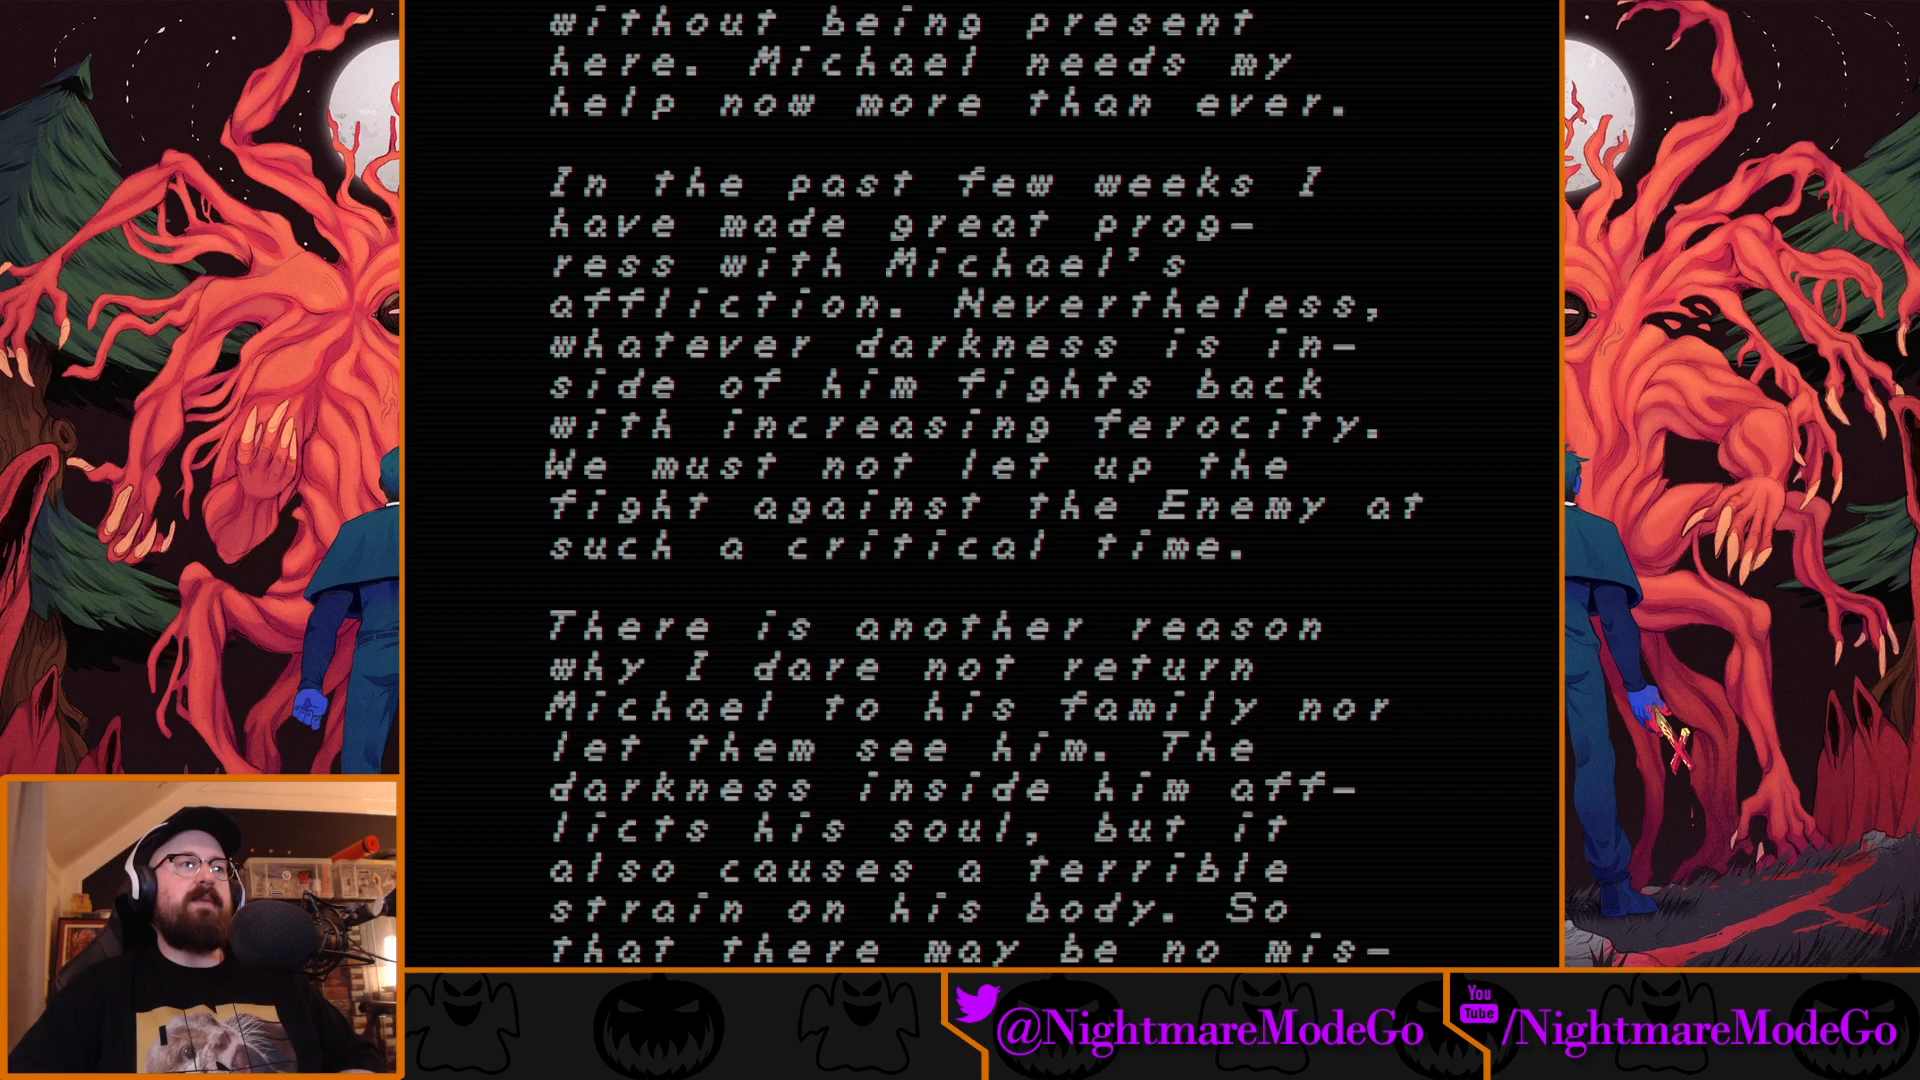 without being present
here. Michael needs my
help now more than ever.
In the past few weeks I
have made great prog-
ress with Michael's
affliction. Nevertheless,
whatever darkness is in-
side of him fights back
with increasing ferocity.
We must not let up the
fight against the Enemy at
such a critical time.
There is another reason
why I dare not return
Michael to his family nor
let them see him. The
darkness inside him aff-
licts his soul, but it
also causes a terrible
strain on his body. So
that there may be no mis-
@NightmareModeGo
You
Tube
/NightmareModeGo